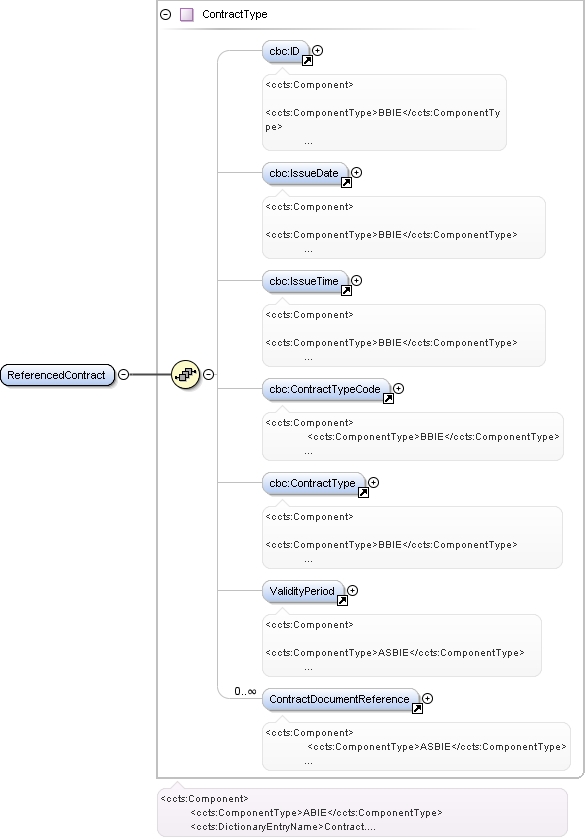 ContractType
cbc:ID
<ccts:Component>
<ccts:ComponentType>BBIE</ccts:ComponentTy
pe>
...
cbc:IssueDate
<ccts:Component>
<ccts:ComponentType>BBIE</ccts:ComponentType>
...
cbc:IssueTime
<ccts:Component>
<ccts:ComponentType>BBIE</ccts:ComponentType>
...
ReferencedContract
cbc:ContractTypeCode
<ccts:Component>
<ccts:ComponentType>BBIE</ccts:ComponentType>
...
cbc:ContractType
<ccts:Component>
<ccts:ComponentType>BBIE</ccts:ComponentType>
...
ValidityPeriod
<ccts:Component>
<ccts:ComponentType>ASBIE</ccts:ComponentType>
...
0..∞
ContractDocumentReference
<ccts:Component>
<ccts:ComponentType>ASBIE</ccts:ComponentType>
...
<ccts:Component>
<ccts:ComponentType>ABIE</ccts:ComponentType>
<ccts:DictionaryEntryName>Contract....